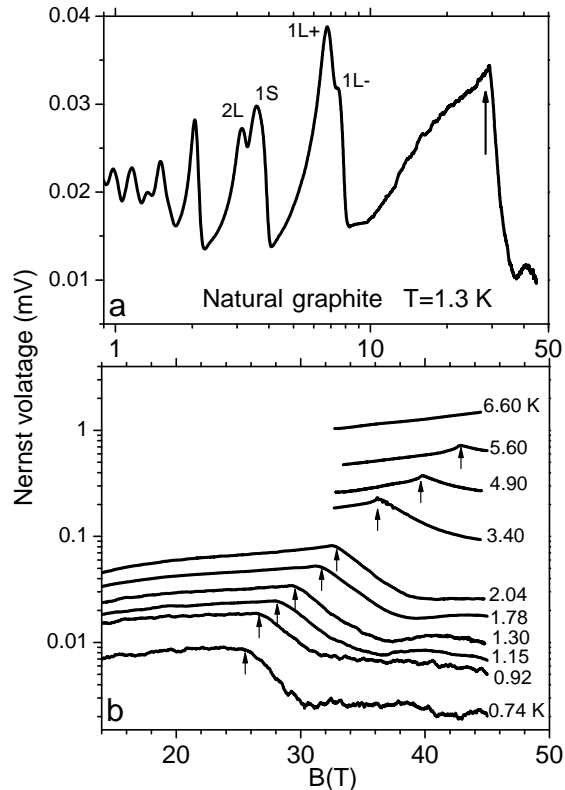 0.04
0.03
0.02
0.01
1L+
1L-
1S
2L
a
Natural graphite T=1.3 K
1
10
50
Nernst volatage (mV)
1
0.1
0.01
6.60 K
5.60
4.90
3.40
2.04
1.78
1.30
1.15
0.92
0.74 K
b
20
30
40
50
B(T)